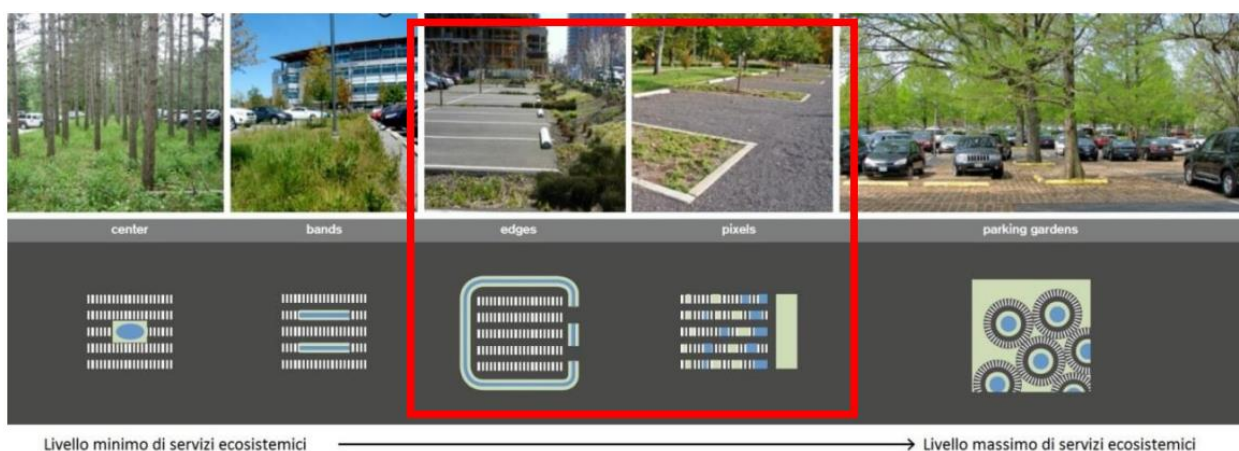 center
bands
edges
pixels
parking gardens
Livello minimo di servizi ecosistemici
Livello massimo di servizi ecosistemici